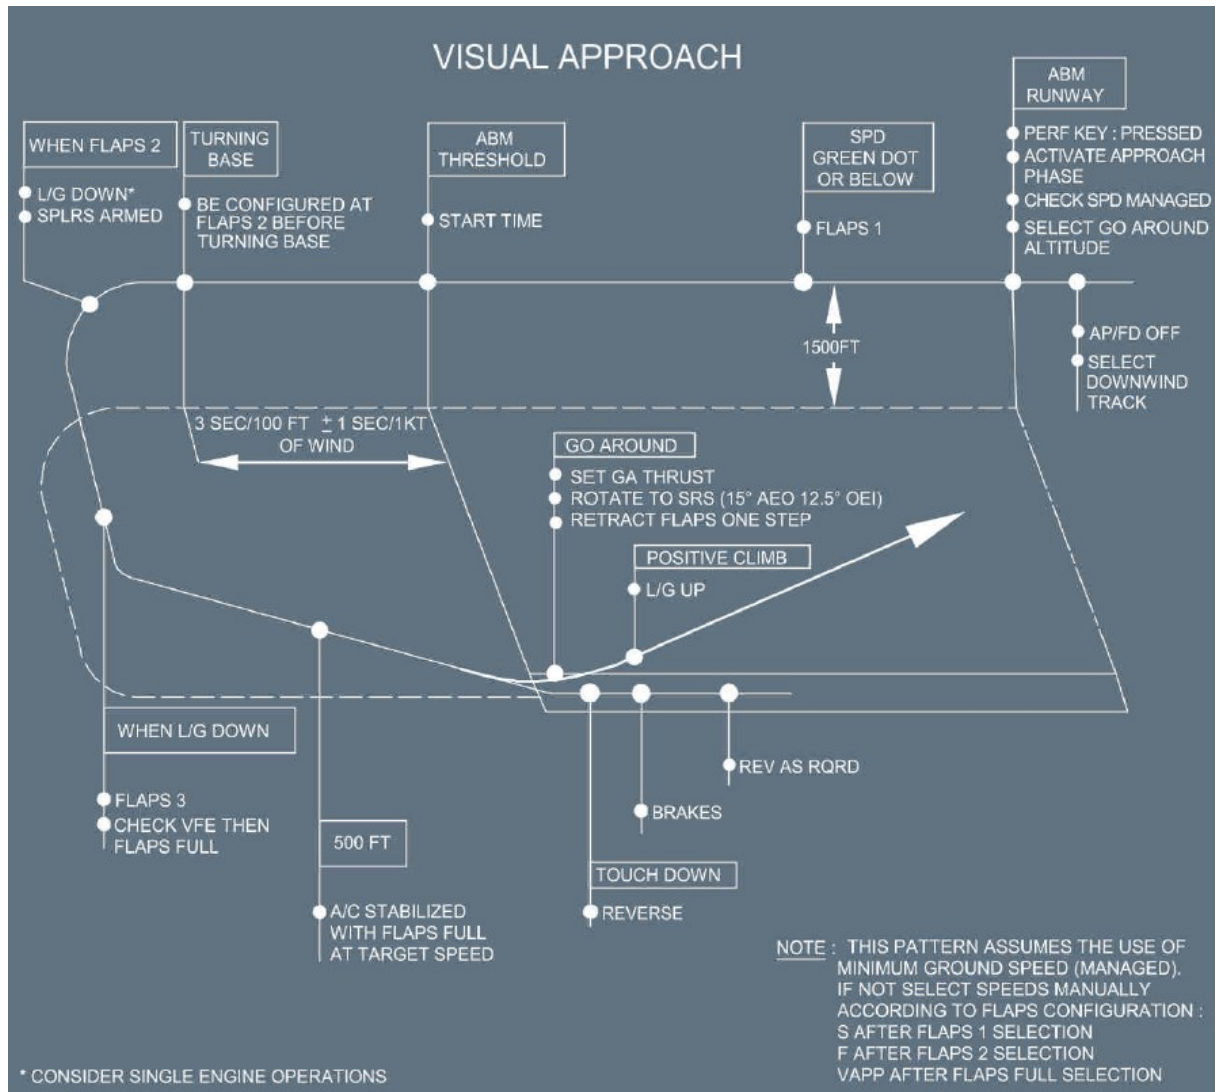 VISUAL APPROACH
WHEN FLAPS 2
L/G DOWN*
SPLRS ARMED
TURNING
BASE
BE CONFIGURED AT
FLAPS 2 BEFORE
TURNING BASE
ABM
THRESHOLD
START TIME
SPD
GREEN DOT
OR BELOW
FLAPS 1
ABM
RUNWAY
PERF KEY : PRESSED
ACTIVATE APPROACH
PHASE
CHECK SPD MANAGED
SELECT GO AROUND
ALTITUDE
AP/FD OFF
SELECT
DOWNWIND
TRACK
1500FT
3 SEC/100 FT ± 1 SEC/1KT
OF WIND
GO AROUND
SET GA THRUST
ROTATE TO SRS (15° AEO 12.5° OEI)
RETRACT FLAPS ONE STEP
POSITIVE CLIMB
L/G UP
WHEN L/G DOWN
FLAPS 3
CHECK VFE THEN
FLAPS FULL
500 FT
A/C STABILIZED
WITH FLAPS FULL
AT TARGET SPEED
REV AS RQRD
BRAKES
TOUCH DOWN
REVERSE
NOTE : THIS PATTERN ASSUMES THE USE OF
MINIMUM GROUND SPEED (MANAGED).
IF NOT SELECT SPEEDS MANUALLY
ACCORDING TO FLAPS CONFIGURATION :
S AFTER FLAPS 1 SELECTION
F AFTER FLAPS 2 SELECTION
VAPP AFTER FLAPS FULL SELECTION
* CONSIDER SINGLE ENGINE OPERATIONS